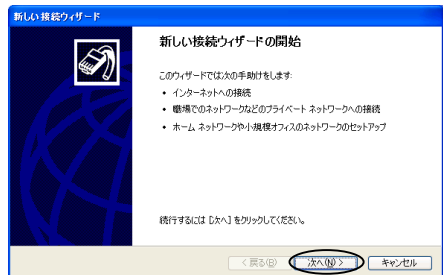 新しい接続ウィザード
新しい接続ウィザードの開始
このウィザードでは次の手助けをします:
• インターネットへの接続
• 職場でのネットワークなどのプライベート ネットワークへの接続
• ホーム ネットワークや小規模オフィスのネットワークのセットアップ
続行するには [次へ] をクリックしてください。
< 戻る(B)
次へ(N) >
キャンセル